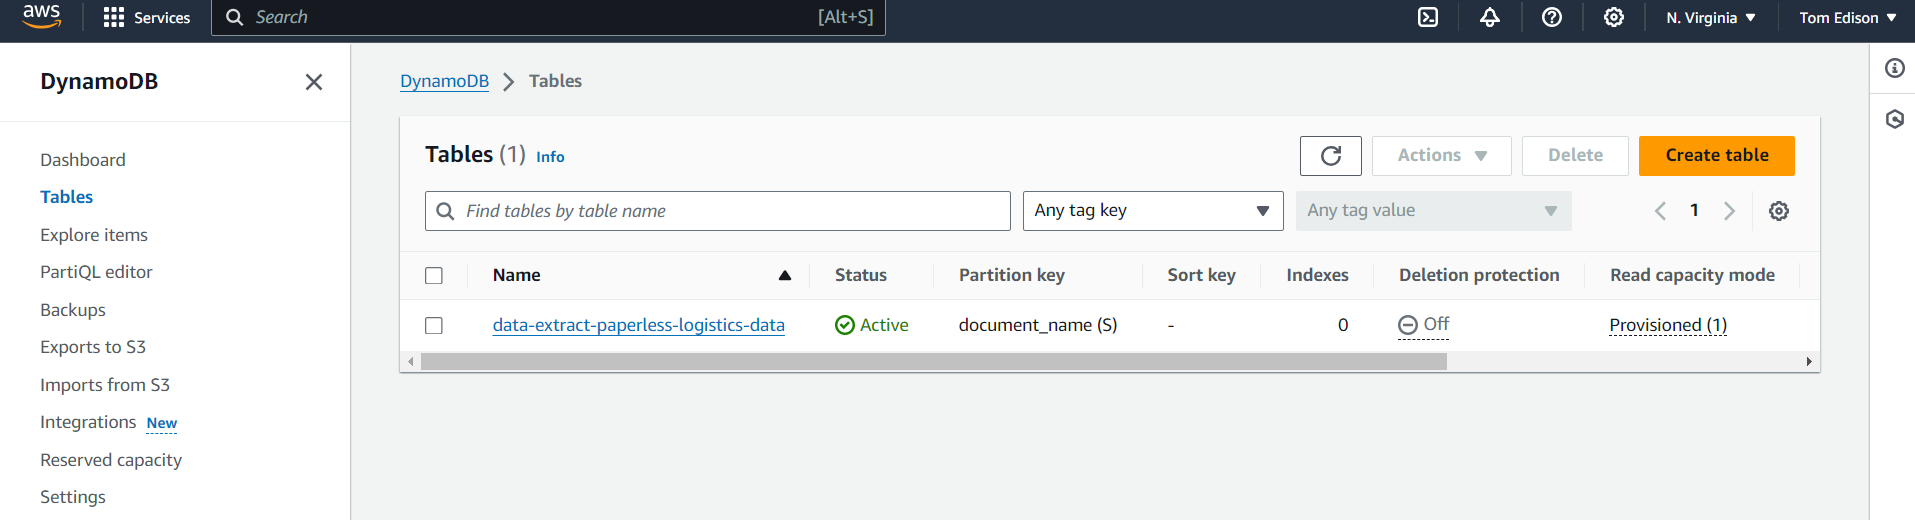 aws Services Search [Alt+S] N. Virginia Tom Edison
DynamoDB
Dashboard
Tables
Explore items
PartiQL editor
Backups
Exports to S3
Imports from S3
Integrations New
Reserved capacity
Settings
DynamoDB Tables
Tables (1) Info Actions Delete Create table
Find tables by table name Any tag key Any tag value 1
Name Status Partition key Sort key Indexes Deletion protection Read capacity mode
data-extract-paperless-logistics-data Active document_name (S) - 0 Off Provisioned (1)